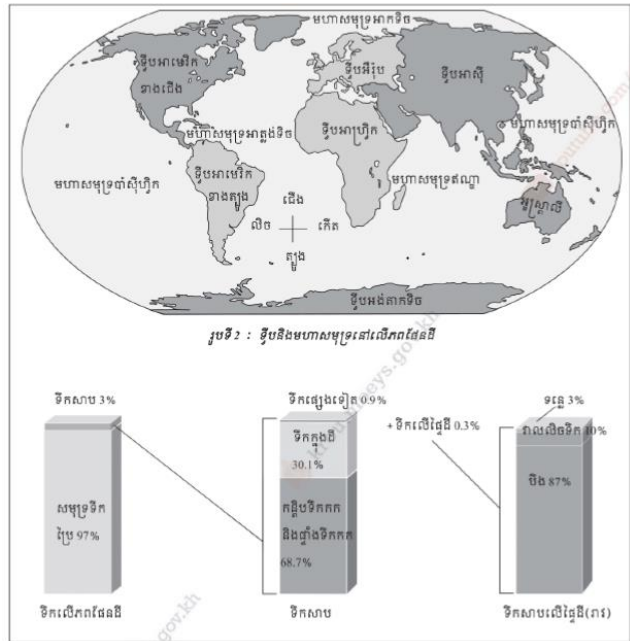 មហាសមុទ្រអាកទិច
ទ្វីបអាមេរិក
ខាងជើង
ទ្វីបអឺរ៉ុប
ទ្វីបអាស៊ី
មហាសមុទ្រអាត្លង់ទិច
ទ្វីបអាហ្វ្រិក
មហាសមុទ្រប៉ាស៊ីហ្វិក
មហាសមុទ្រប៉ាស៊ីហ្វិក
ទ្វីបអាមេរិក
ខាងត្បូង
មហាសមុទ្រឥណ្ឌា
អូស្ត្រាលី
ជើង
លិច
កើត
ត្បូង
ទ្វីបអង់តាកទិច
រូបទី 2 : ទ្វីបនិងមហាសមុទ្រនៅលើភពផែនដី
ទឹកសាប 3%
ទឹកផ្សេងទៀត 0.9%
ទន្លេ 3%
+ ទឹកលើផ្ទៃដី 0.3%
វាលលិចទឹក 10%
ទឹកក្នុងដី
30.1%
បឹង 87%
សមុទ្រទឹក
ប្រៃ 97%
កន្តិបទឹកកក
និងផ្ទាំងទឹកកក
68.7%
ទឹកលើភពផែនដី
ទឹកសាប
ទឹកសាបលើផ្ទៃដី(រាវ)